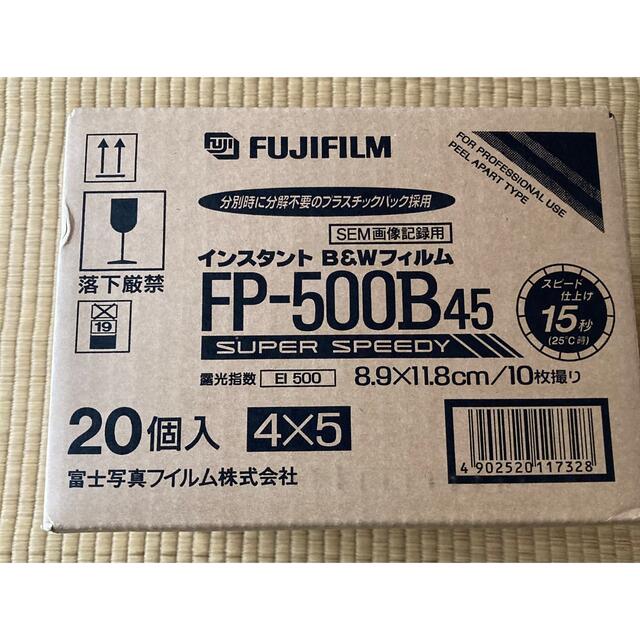 FUJI
FUJIFILM
FOR PROFESSIONAL USE
PEEL APART TYPE
分別時に分解不要のプラスチックパック採用
SEM画像記録用
インスタント B&Wフィルム
FP-500B45
SUPER SPEEDY
スピード
仕上げ
15秒
(25℃時)
落下厳禁
19
露光指数 EI 500 8.9×11.8cm/10枚撮り
20個入 4×5
富士写真フイルム株式会社
4 902520 117328